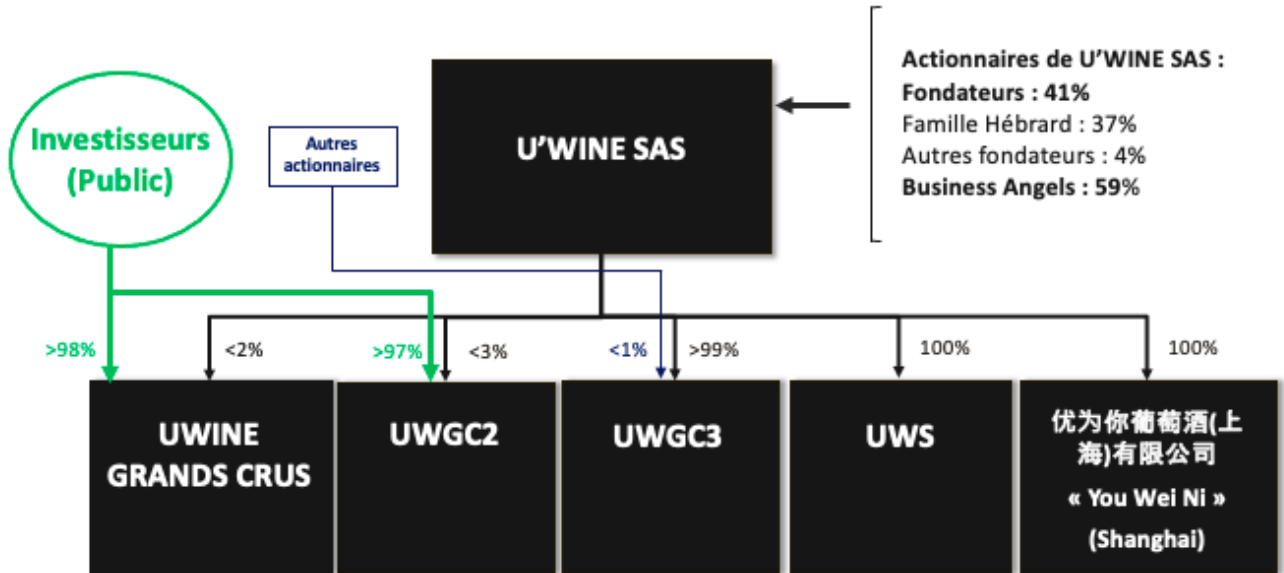 Actionnaires de U'WINE SAS :
Fondateurs : 41%
Famille Hébrard : 37%
Autres fondateurs : 4%
Business Angels : 59%
Investisseurs
(Public)
Autres
actionnaires
U'WINE SAS
>98%
<2%
>97%
<3%
<1%
>99%
100%
100%
UWINE
GRANDS CRUS
UWGC2
UWGC3
UWS
优为你葡萄酒(上
海)有限公司
« You Wei Ni »
(Shanghai)